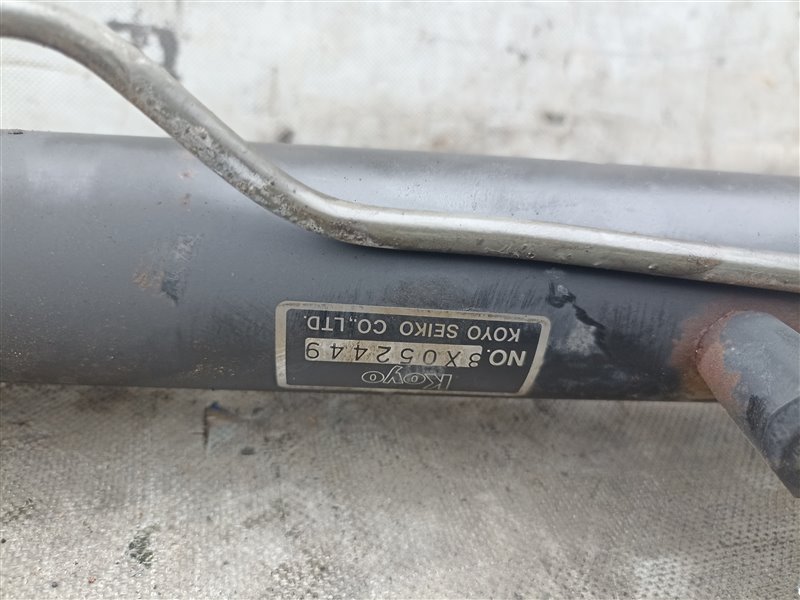 Koyo
NO. 3X052449
KOYO SEIKO CO.,LTD.